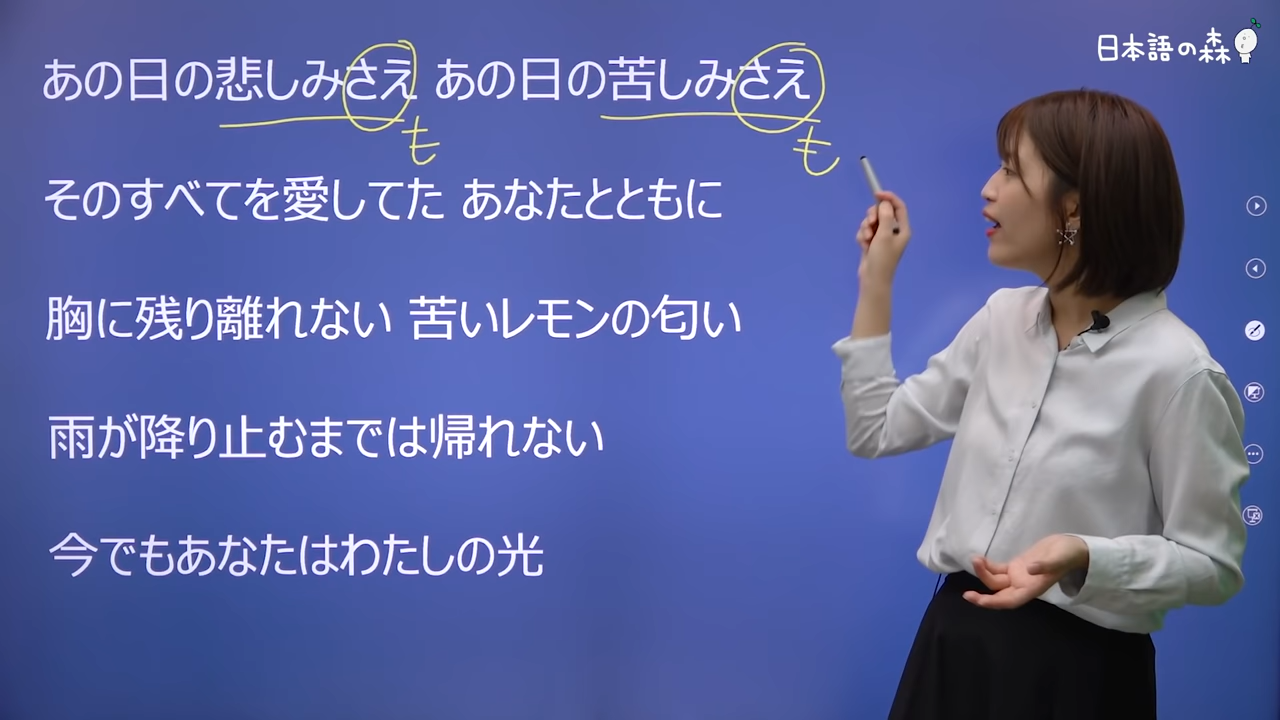 日本語の森
あの日の悲しみさえ あの日の苦しみさえ
も も
そのすべてを愛してた あなたとともに
胸に残り離れない 苦いレモンの匂い
雨が降り止むまでは帰れない
今でもあなたはわたしの光